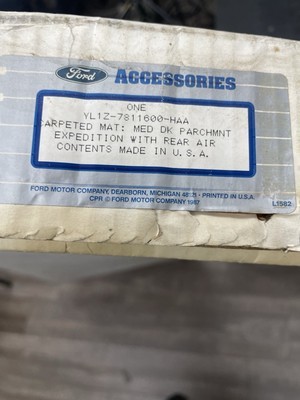 Ford ACCESSORIES
ONE
YL1Z-7811600-HAA
CARPETED MAT: MED DK PARCHMNT
EXPEDITION WITH REAR AIR
CONTENTS MADE IN U.S.A.
FORD MOTOR COMPANY, DEARBORN, MICHIGAN 48121 - PRINTED IN U.S.A.
CPR © FORD MOTOR COMPANY 1987
L1582